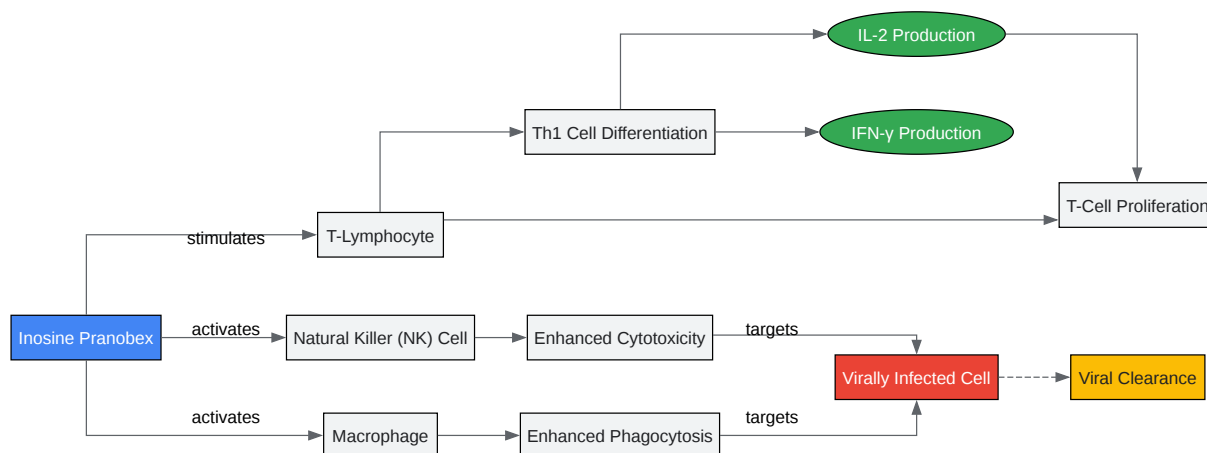 IL-2 Production
Th1 Cell Differentiation
IFN-γ Production
T-Cell Proliferation
stimulates
T-Lymphocyte
Inosine Pranobex
activates
Natural Killer (NK) Cell
Enhanced Cytotoxicity
targets
Virally Infected Cell
Viral Clearance
activates
Macrophage
Enhanced Phagocytosis
targets